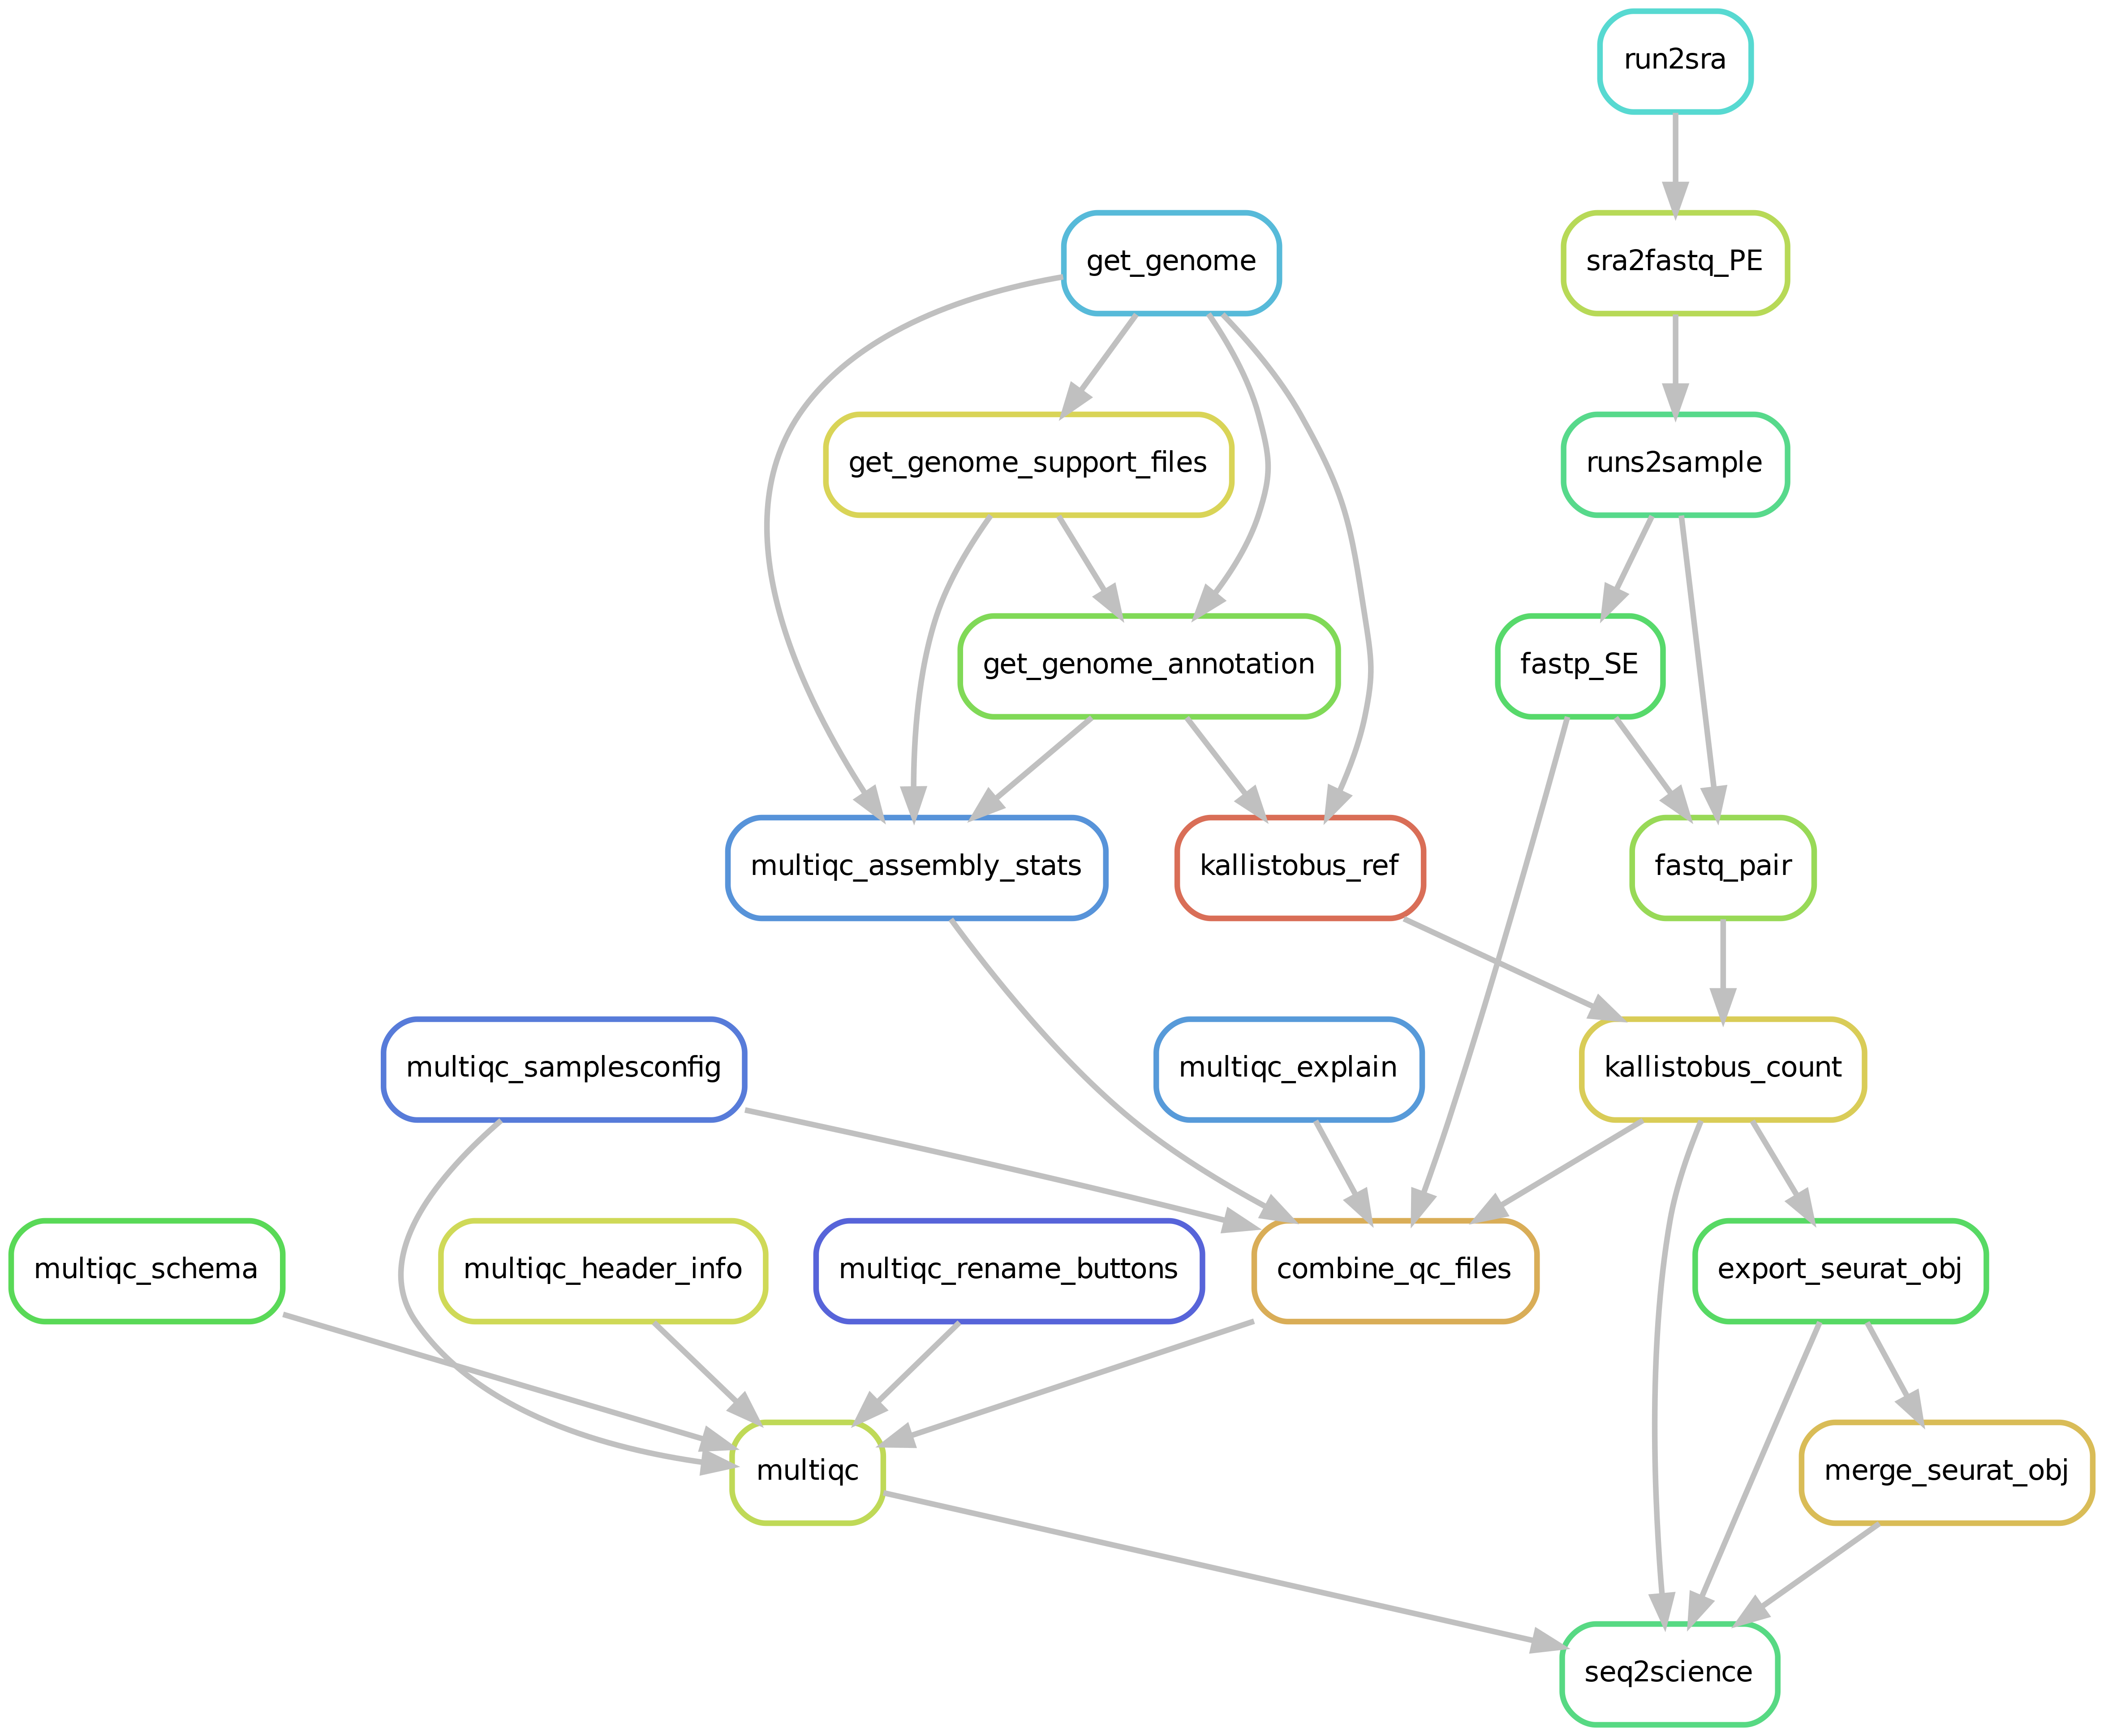 run2sra
get_genome
sra2fastq_PE
get_genome_support_files
runs2sample
get_genome_annotation
fastp_SE
multiqc_assembly_stats
kallistobus_ref
fastq_pair
multiqc_samplesconfig
multiqc_explain
kallistobus_count
multiqc_schema
multiqc_header_info
multiqc_rename_buttons
combine_qc_files
export_seurat_obj
multiqc
merge_seurat_obj
seq2science